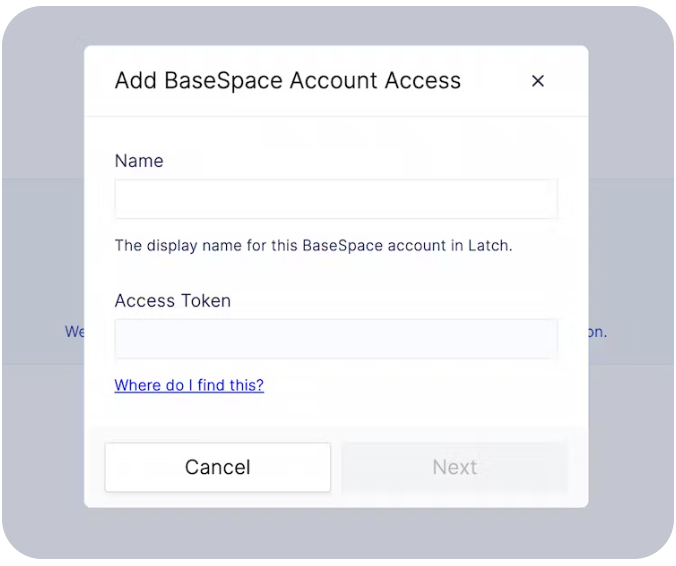 Add BaseSpace Account Access
Name
The display name for this BaseSpace account in Latch.
Access Token
We
on.
Where do I find this?
Cancel
Next